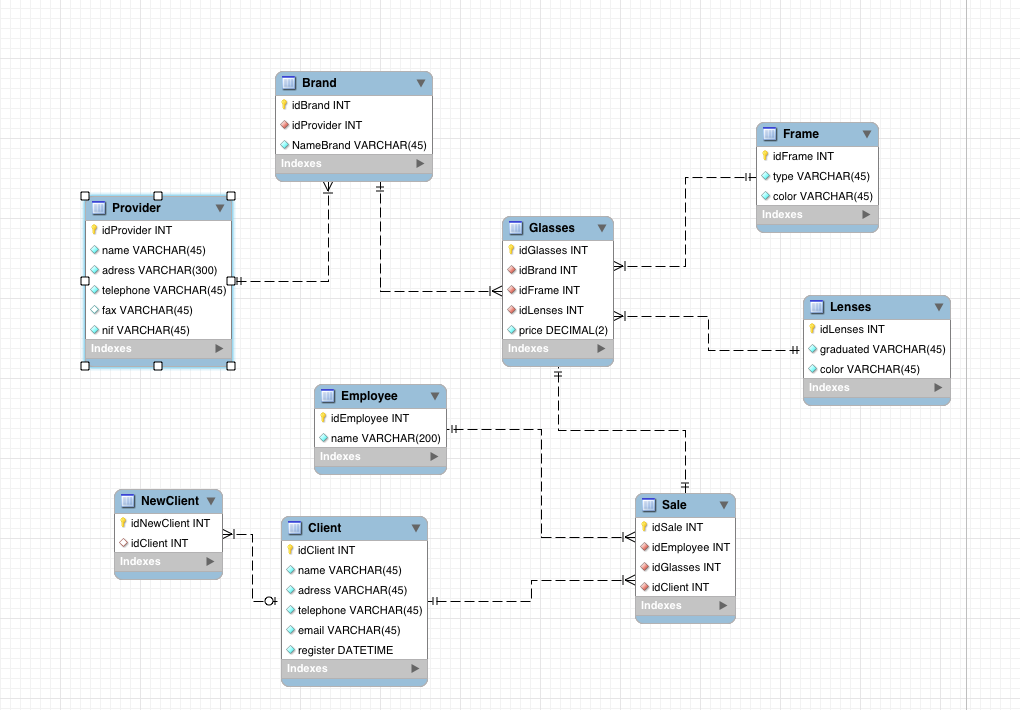 Brand
idBrand INT
idProvider INT
NameBrand VARCHAR(45)
Indexes
Frame
idFrame INT
type VARCHAR(45)
color VARCHAR(45)
Indexes
Provider
idProvider INT
name VARCHAR(45)
adress VARCHAR(300)
telephone VARCHAR(45)
fax VARCHAR(45)
nif VARCHAR(45)
Indexes
Glasses
idGlasses INT
idBrand INT
idFrame INT
idLenses INT
price DECIMAL(2)
Indexes
Lenses
idLenses INT
graduated VARCHAR(45)
color VARCHAR(45)
Indexes
Employee
idEmployee INT
name VARCHAR(200)
Indexes
NewClient
idNewClient INT
idClient INT
Indexes
Client
idClient INT
name VARCHAR(45)
adress VARCHAR(45)
telephone VARCHAR(45)
email VARCHAR(45)
register DATETIME
Indexes
Sale
idSale INT
idEmployee INT
idGlasses INT
idClient INT
Indexes